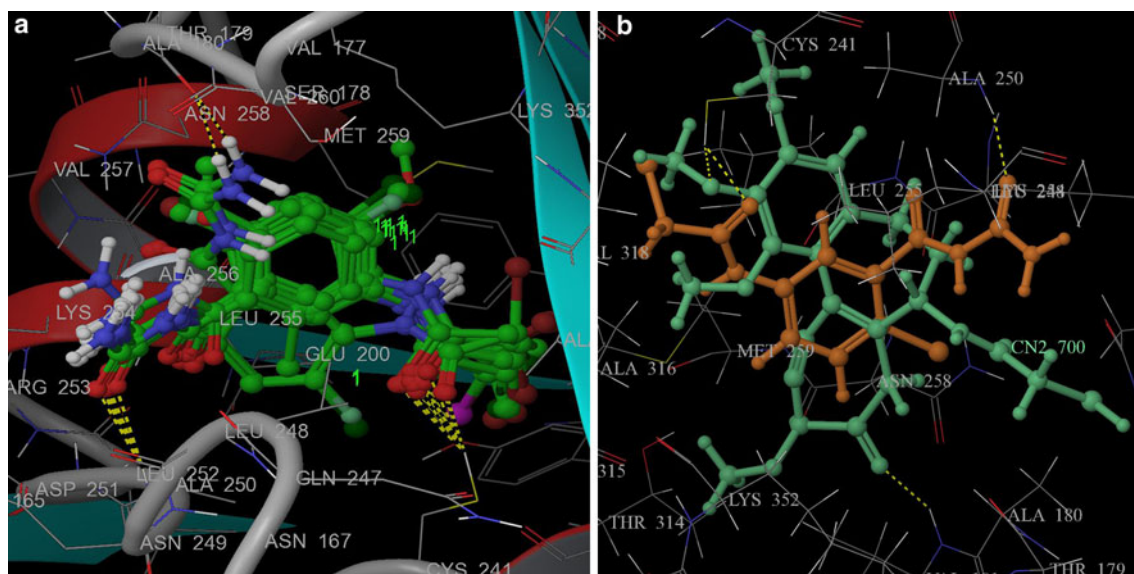 a
THR 179
ALA 180
VAL 177
SER 178
VAL 260
ASN 258
LYS 352
MET 259
VAL 257
ALA 256
LYS 254
LEU 255
GLU 200
ARG 253
LEU 248
LEU 252
GLN 247
ASP 251
ALA 250
165
ASN 249
ASN 167
CYS 241
b
CYS 241
ALA 250
LEU 255
L 318
MET 259
CN2 700
ALA 316
ASN 258
315
LYS 352
THR 314
ALA 180
THR 179